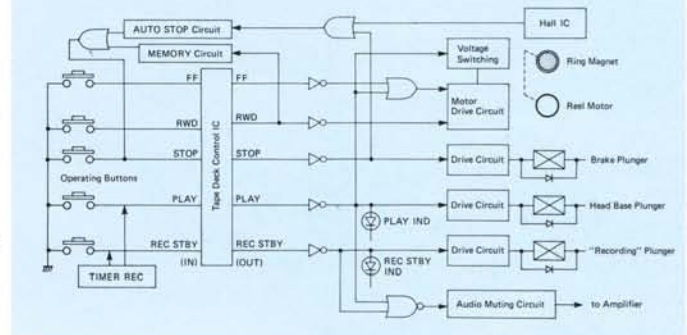 AUTO STOP Circuit
Hall IC
MEMORY Circuit
Voltage
Switching
Ring Magnet
FF
FF
Motor
Drive Circuit
Reel Motor
RWD
RWD
Tape Deck Control IC
STOP
STOP
Drive Circuit
Brake Plunger
Operating Buttons
PLAY
PLAY
Drive Circuit
Head Base Plunger
PLAY IND
REC STBY
REC STBY
Drive Circuit
"Recording" Plunger
(IN)
(OUT)
REC STBY
IND
TIMER REC
Audio Muting Circuit
to Amplifier